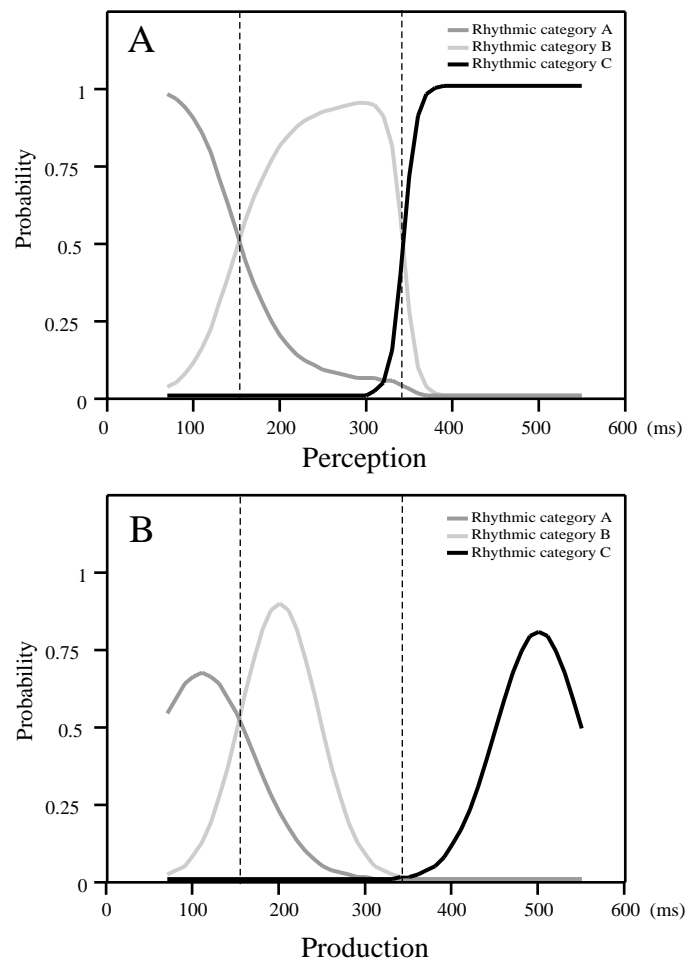 A
Rhythmic category A
Rhythmic category B
Rhythmic category C
1
0.75
0.5
0.25
0
Probability
0 100 200 300 400 500 600 (ms)
Perception
B
Rhythmic category A
Rhythmic category B
Rhythmic category C
1
0.75
0.5
0.25
0
Probability
0 100 200 300 400 500 600 (ms)
Production